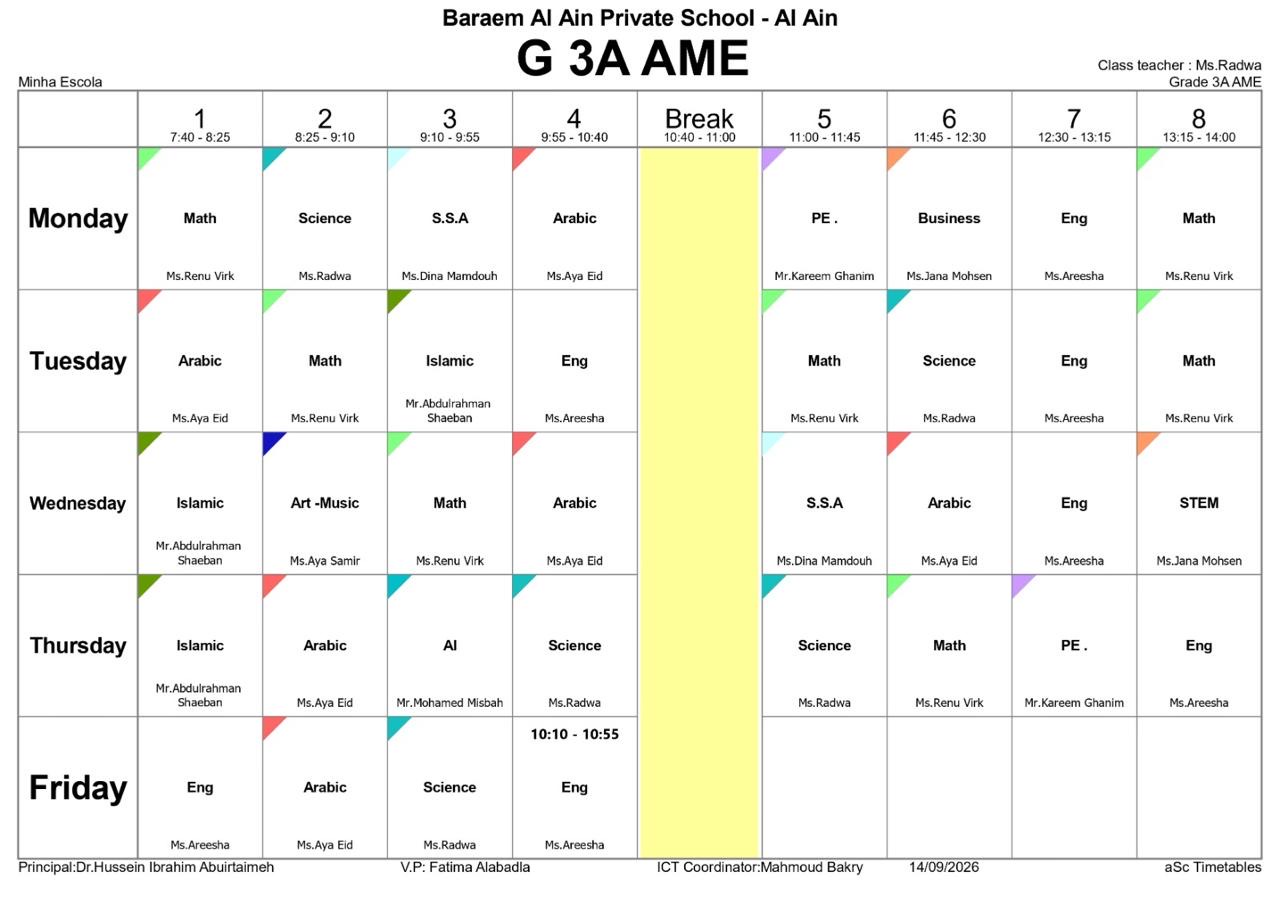 Baraem Al Ain Private School - Al Ain
G 3A AME
Minha Escola
Class teacher : Ms.Radwa
Grade 3A AME
1 2 3 4 Break 5 6 7 8
7:40 - 8:25 8:25 - 9:10 9:10 - 9:55 9:55 - 10:40 10:40 - 11:00 11:00 - 11:45 11:45 - 12:30 12:30 - 13:15 13:15 - 14:00
Monday Math Science S.S.A Arabic PE . Business Eng Math
Ms.Renu Virk Ms.Radwa Ms.Dina Mamdouh Ms.Aya Eid Mr.Kareem Ghanim Ms.Jana Mohsen Ms.Areesha Ms.Renu Virk
Tuesday Arabic Math Islamic Eng Math Science Eng Math
Ms.Aya Eid Ms.Renu Virk Mr.Abdulrahman Shaeban Ms.Areesha Ms.Renu Virk Ms.Radwa Ms.Areesha Ms.Renu Virk
Wednesday Islamic Art -Music Math Arabic S.S.A Arabic Eng STEM
Mr.Abdulrahman Shaeban Ms.Aya Samir Ms.Renu Virk Ms.Aya Eid Ms.Dina Mamdouh Ms.Aya Eid Ms.Areesha Ms.Jana Mohsen
Thursday Islamic Arabic AI Science Science Math PE . Eng
Mr.Abdulrahman Shaeban Ms.Aya Eid Mr.Mohamed Misbah Ms.Radwa Ms.Radwa Ms.Renu Virk Mr.Kareem Ghanim Ms.Areesha
10:10 - 10:55
Friday Eng Arabic Science Eng
Ms.Areesha Ms.Aya Eid Ms.Radwa Ms.Areesha
Principal:Dr.Hussein Ibrahim Abuirtaimeh V.P: Fatima Alabadla ICT Coordinator:Mahmoud Bakry 14/09/2026 aSc Timetables